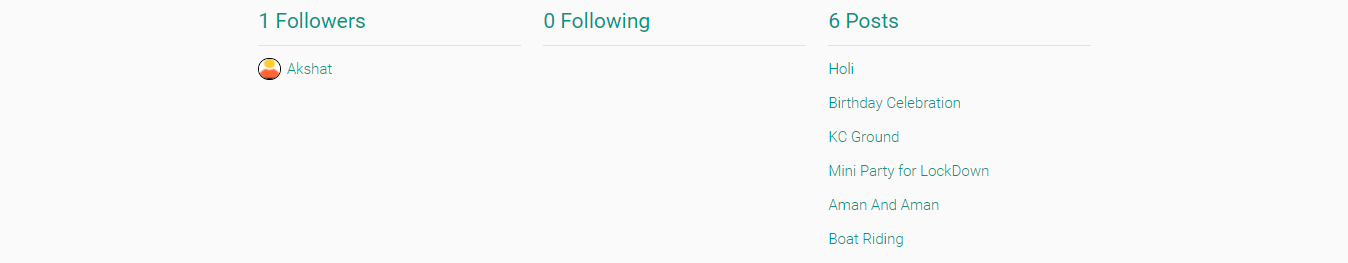 1 Followers
Akshat
0 Following
6 Posts
Holi
Birthday Celebration
KC Ground
Mini Party for LockDown
Aman And Aman
Boat Riding